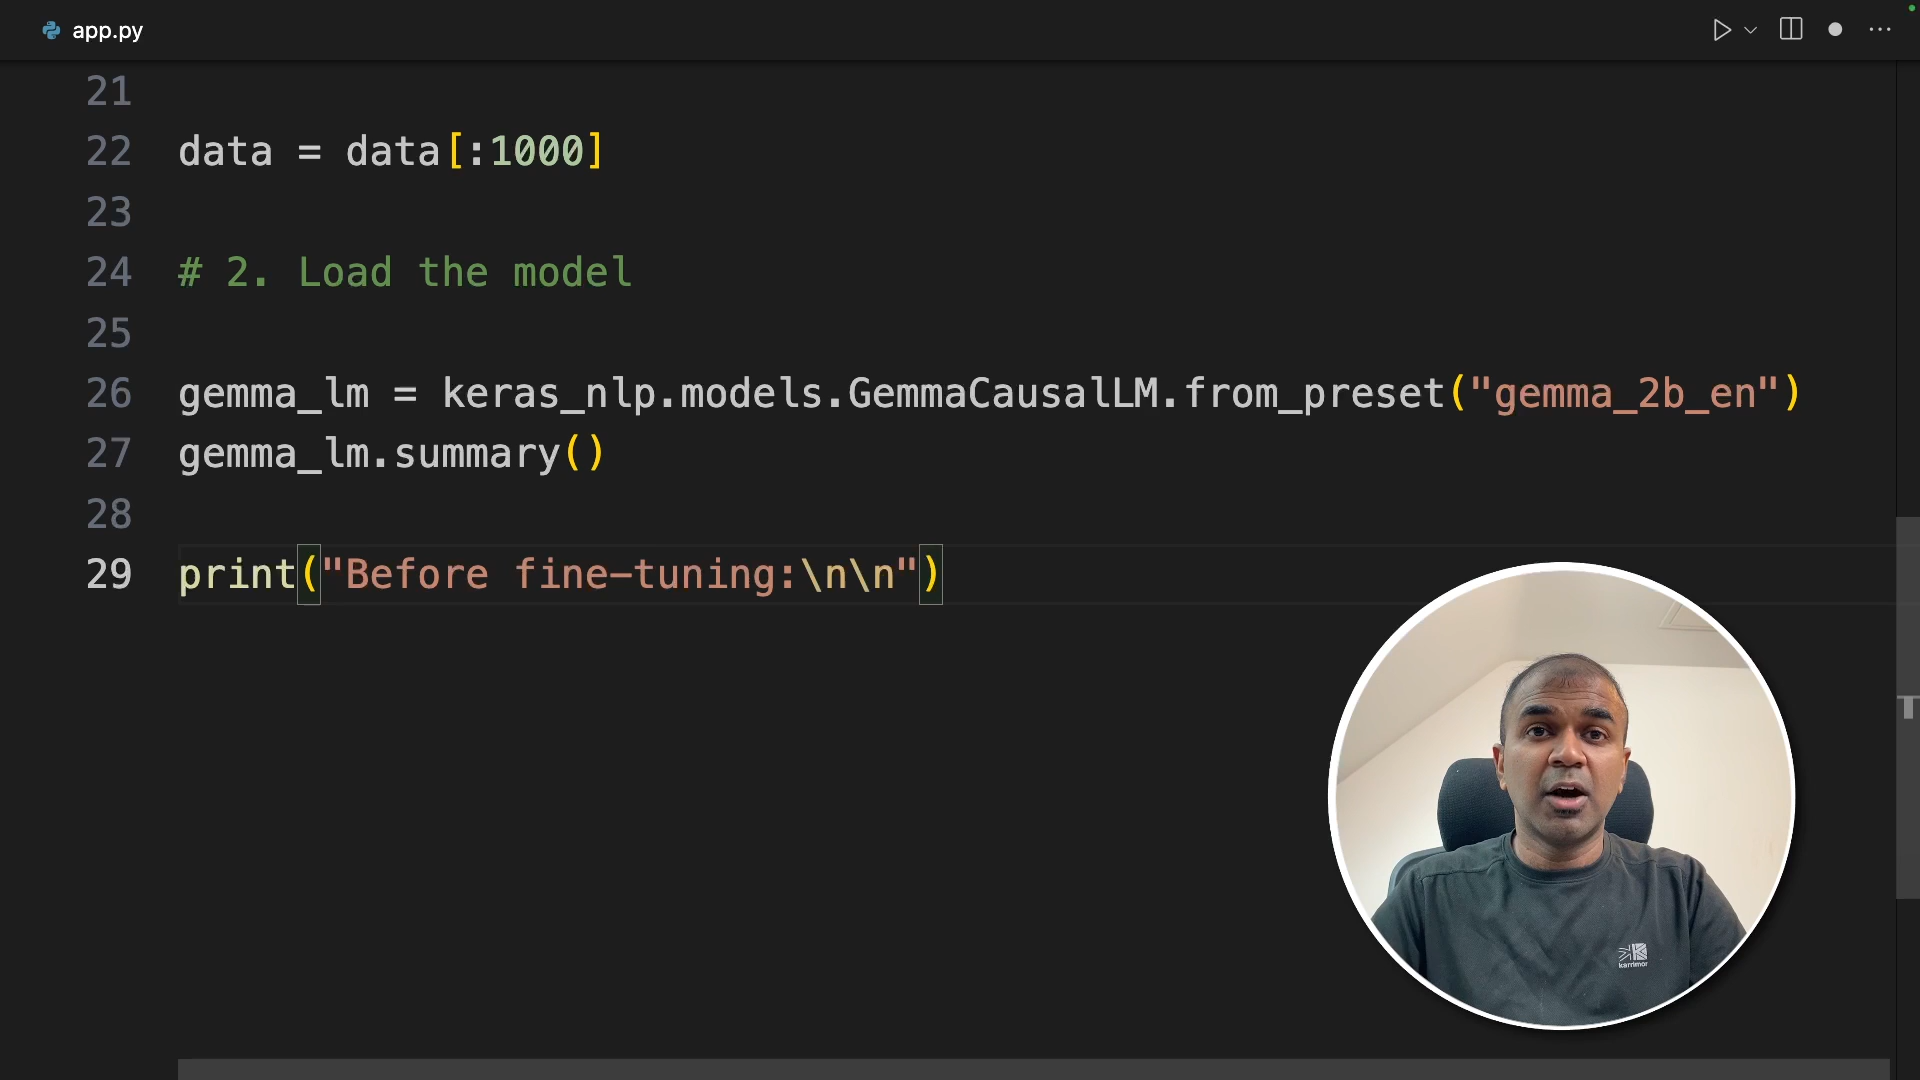 app.py
21
22 data = data[:1000]
23
24 # 2. Load the model
25
26 gemma_lm = keras_nlp.models.GemmaCausalLM.from_preset("gemma_2b_en")
27 gemma_lm.summary()
28
29 print("Before fine-tuning:\n\n")
karrimor